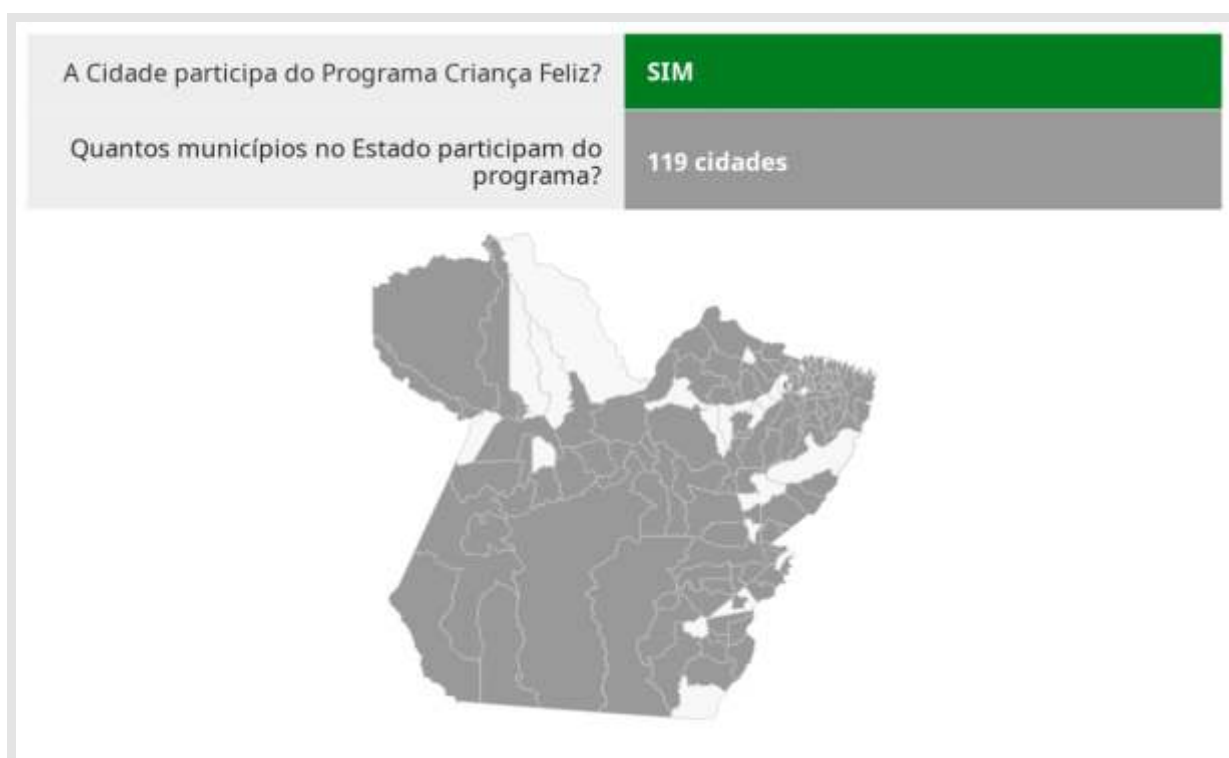 A Cidade participa do Programa Criança Feliz?
SIM
Quantos municípios no Estado participam do
programa?
119 cidades